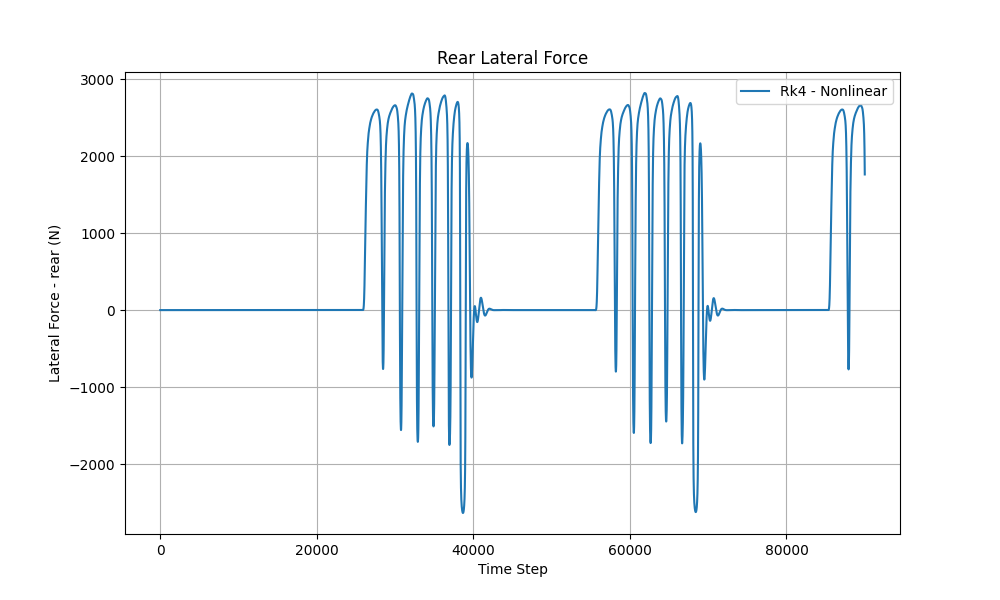 Rear Lateral Force
Rk4 - Nonlinear
3000
2000
1000
0
−1000
−2000
Lateral Force - rear (N)
0 20000 40000 60000 80000
Time Step